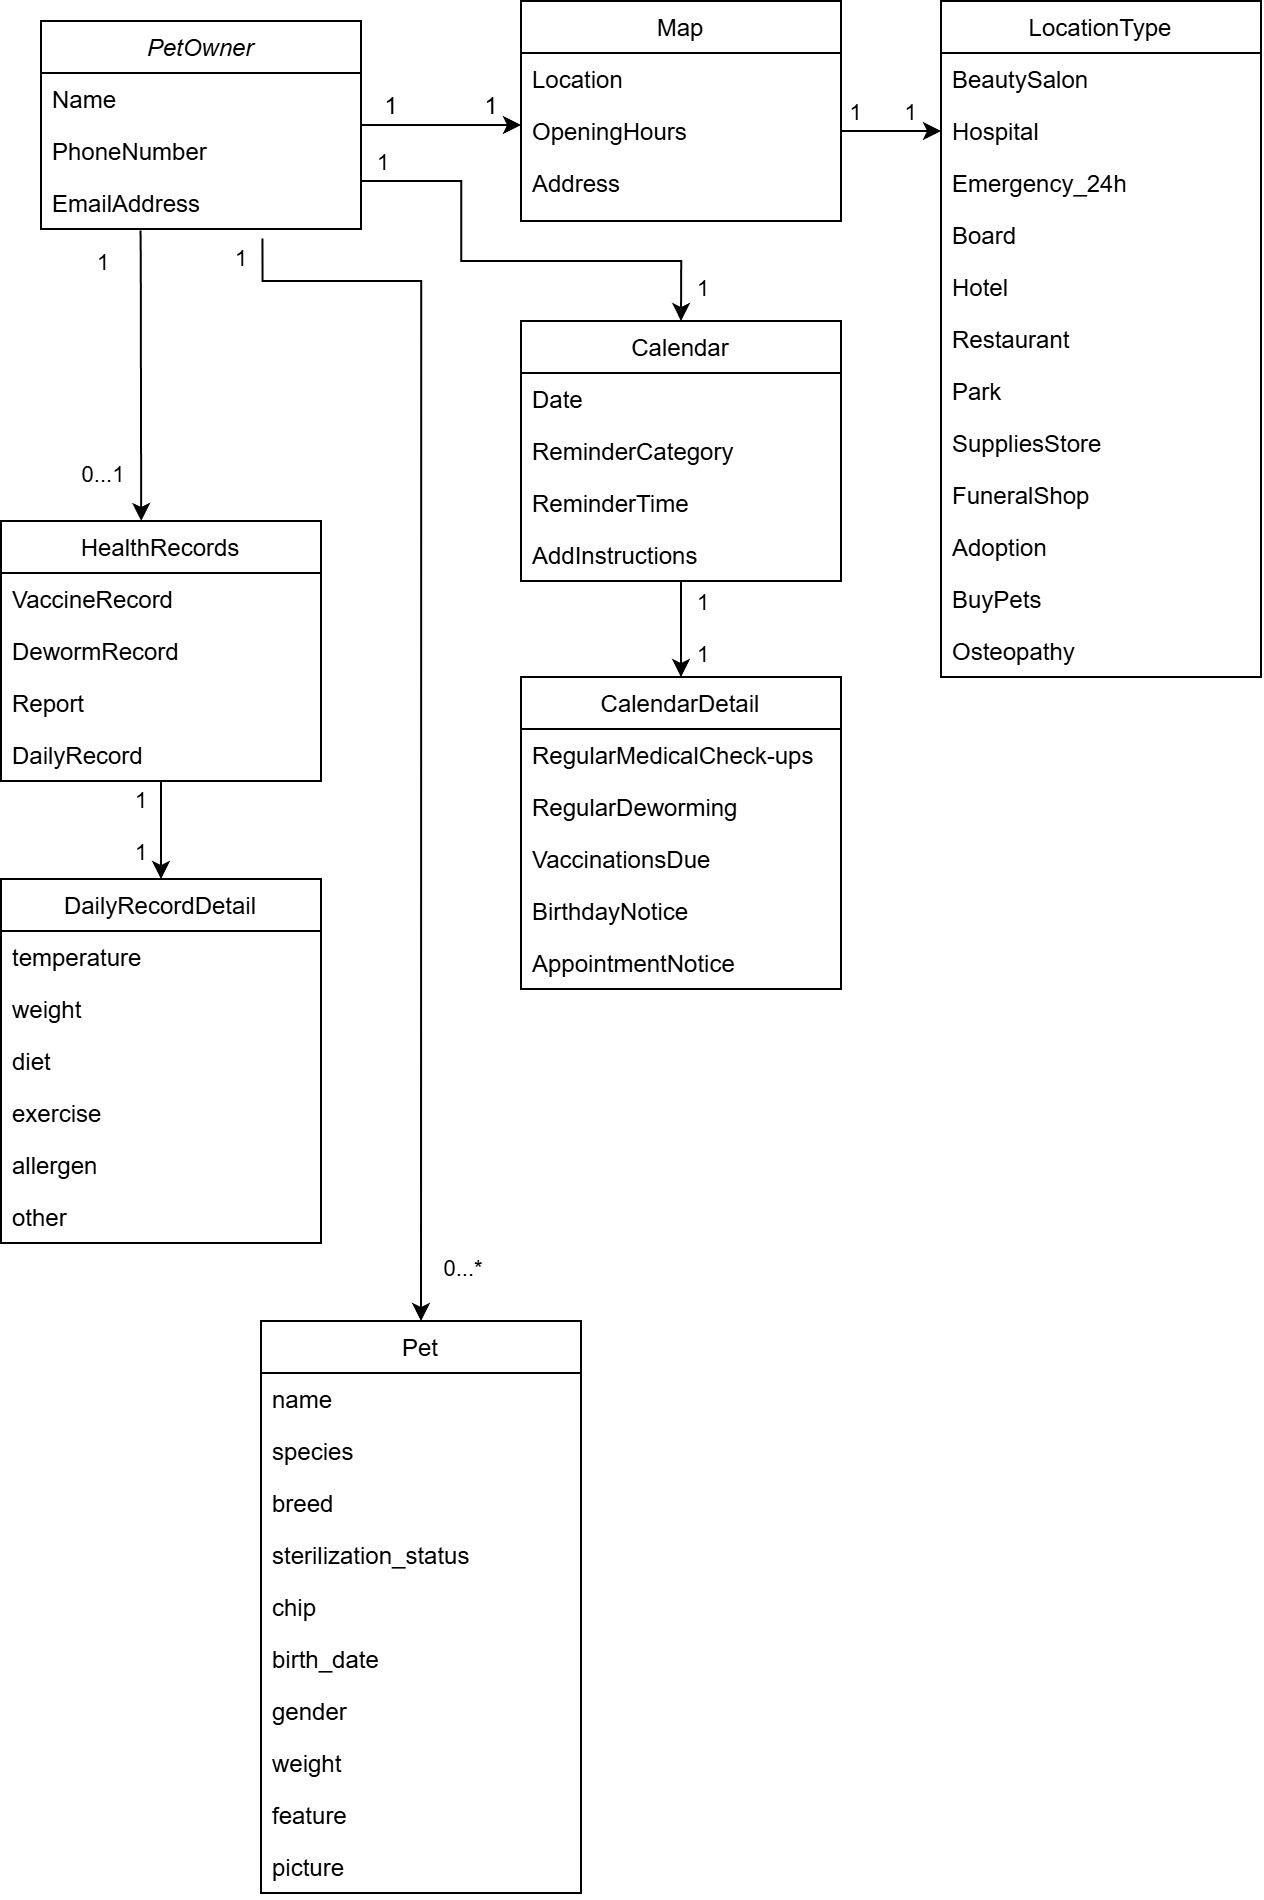 PetOwner
Name
PhoneNumber
EmailAddress
1
1
Map
Location
OpeningHours
Address
1
1
LocationType
BeautySalon
Hospital
Emergency_24h
Board
Hotel
Restaurant
Park
SuppliesStore
FuneralShop
Adoption
BuyPets
Osteopathy
1
1
Calendar
Date
ReminderCategory
ReminderTime
AddInstructions
1
1
CalendarDetail
RegularMedicalCheck-ups
RegularDeworming
VaccinationsDue
BirthdayNotice
AppointmentNotice
1
0...1
HealthRecords
VaccineRecord
DewormRecord
Report
DailyRecord
1
1
DailyRecordDetail
temperature
weight
diet
exercise
allergen
other
1
0...*
Pet
name
species
breed
sterilization_status
chip
birth_date
gender
weight
feature
picture